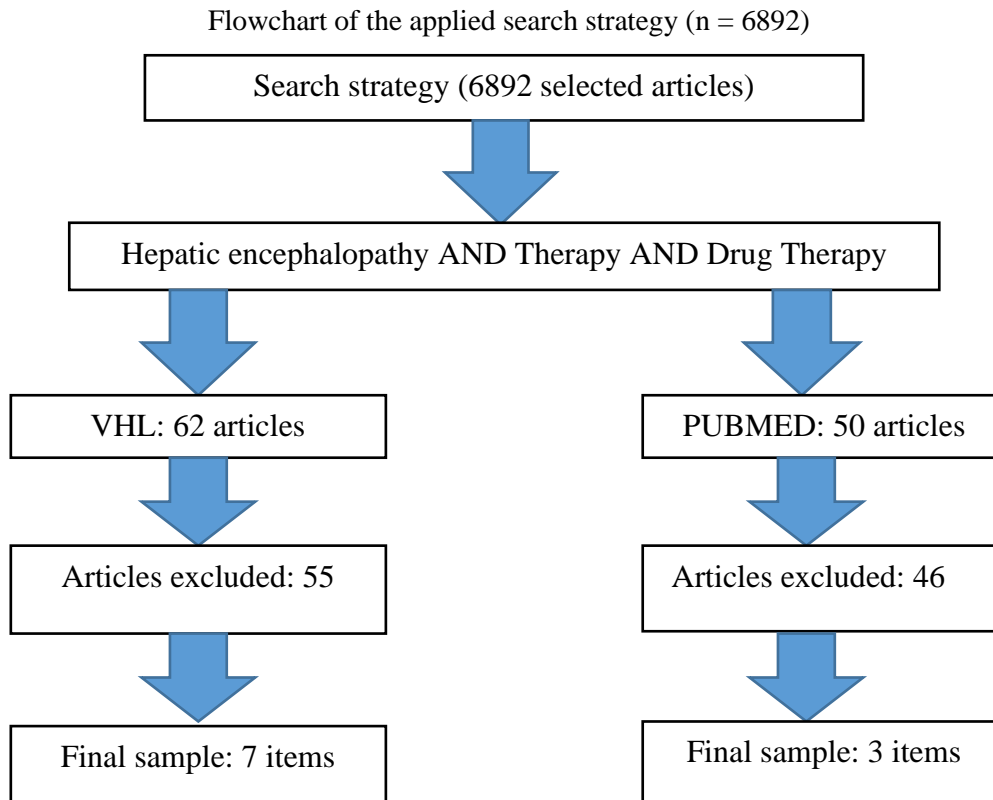 Flowchart of the applied search strategy (n = 6892)
Search strategy (6892 selected articles)
Hepatic encephalopathy AND Therapy AND Drug Therapy
VHL: 62 articles
PUBMED: 50 articles
Articles excluded: 55
Articles excluded: 46
Final sample: 7 items
Final sample: 3 items